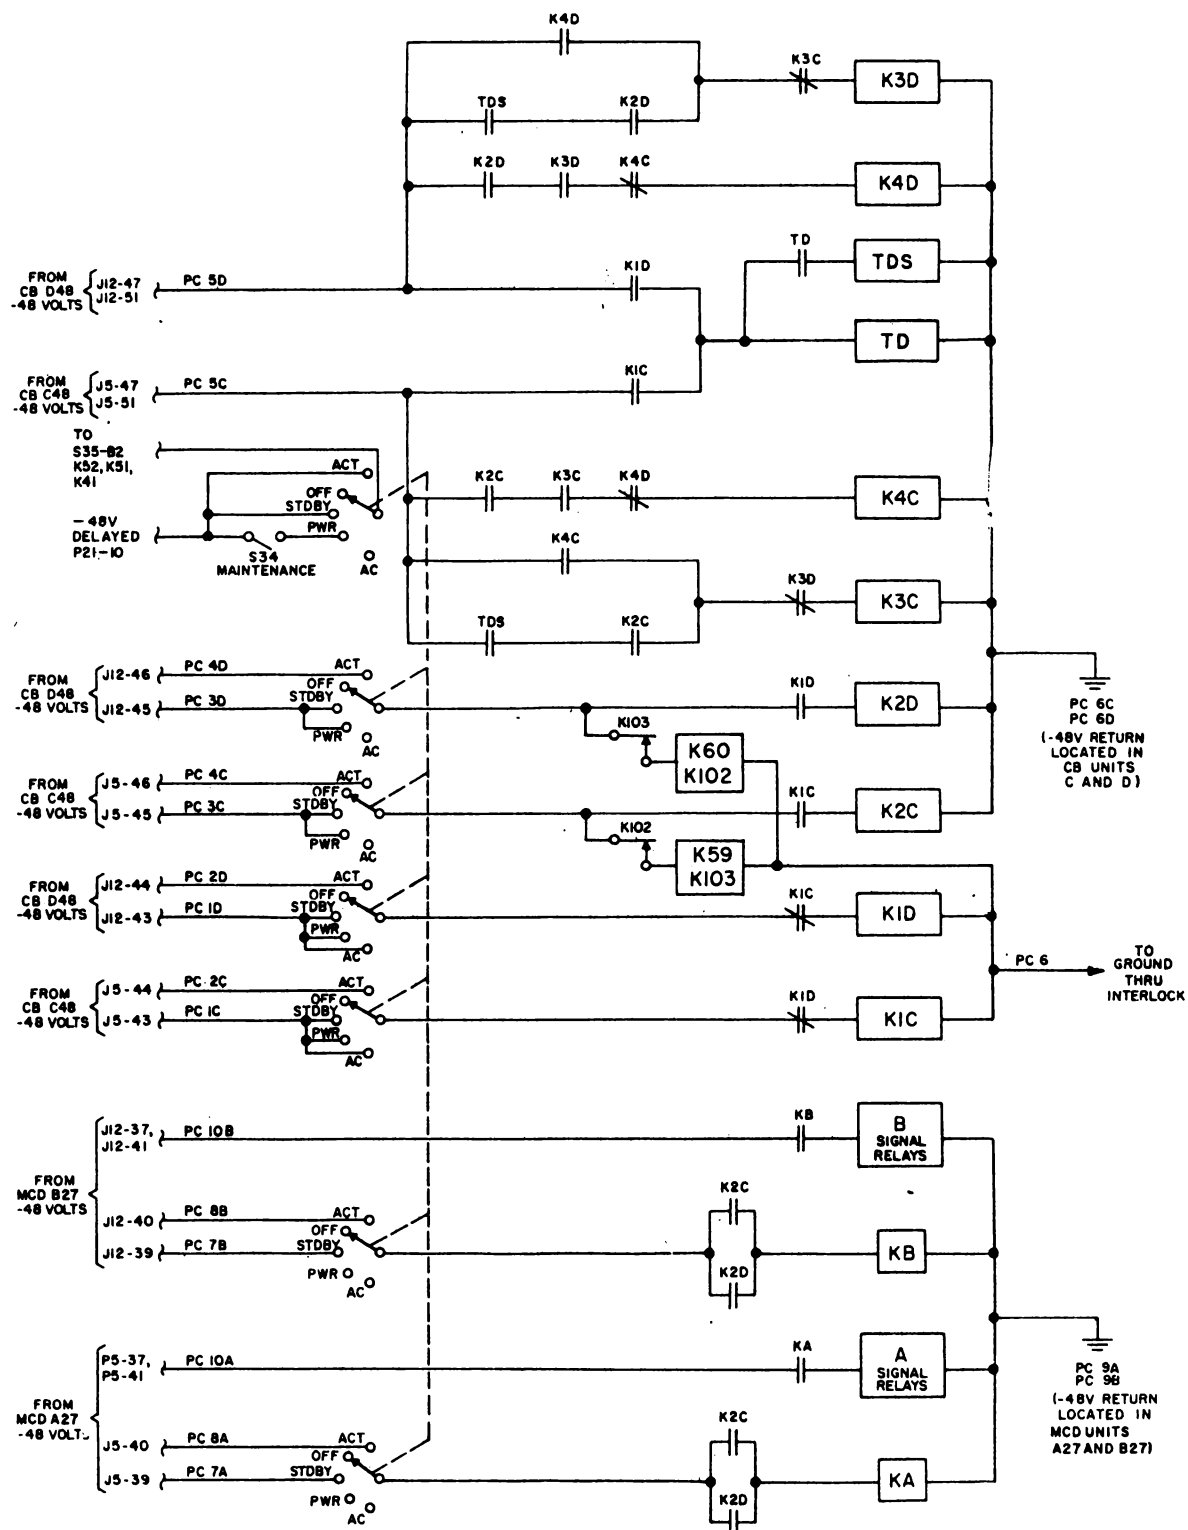 K4D
K3C
K3D
TDS
K2D
K2D
K3D
K4C
K4D
TD
TDS
FROM
CB D48
-48 VOLTS
J12-47
J12-51
PC 5D
K1D
TD
FROM
CB C48
-48 VOLTS
J5-47
J5-51
PC 5C
K1C
TO
S35-B2
K52, K51,
K41
ACT
OFF
STDBY
PWR
AC
-48V
DELAYED
P21-10
S34
MAINTENANCE
K2C
K3C
K4D
K4C
K4C
K3D
K3C
TDS
K2C
FROM
CB D48
-48 VOLTS
J12-46
PC 4D
J12-45
PC 3D
ACT
OFF
STDBY
PWR
AC
K1D
K2D
K103
K60
K102
PC 6C
PC 6D
(-48V RETURN
LOCATED IN
CB UNITS
C AND D)
FROM
CB C48
-48 VOLTS
J5-46
PC 4C
J5-45
PC 3C
ACT
OFF
STDBY
PWR
AC
K1C
K2C
K102
K59
K103
FROM
CB D48
-48 VOLTS
J12-44
PC 2D
J12-43
PC 1D
ACT
OFF
STDBY
PWR
AC
K1C
K1D
PC 6
TO
GROUND
THRU
INTERLOCK
FROM
CB C48
-48 VOLTS
J5-44
PC 2C
J5-43
PC 1C
ACT
OFF
STDBY
PWR
AC
K1D
K1C
FROM
MCD B27
-48 VOLTS
J12-37,
J12-41
PC 10B
KB
B
SIGNAL
RELAYS
J12-40
PC 8B
J12-39
PC 7B
ACT
OFF
STDBY
PWR
AC
K2C
K2D
KB
FROM
MCD A27
-48 VOLTS
P5-37,
P5-41
PC 10A
KA
A
SIGNAL
RELAYS
PC 9A
PC 9B
(-48V RETURN
LOCATED IN
MCD UNITS
A27 AND B27)
J5-40
PC 8A
J5-39
PC 7A
ACT
OFF
STDBY
PWR
AC
K2C
K2D
KA